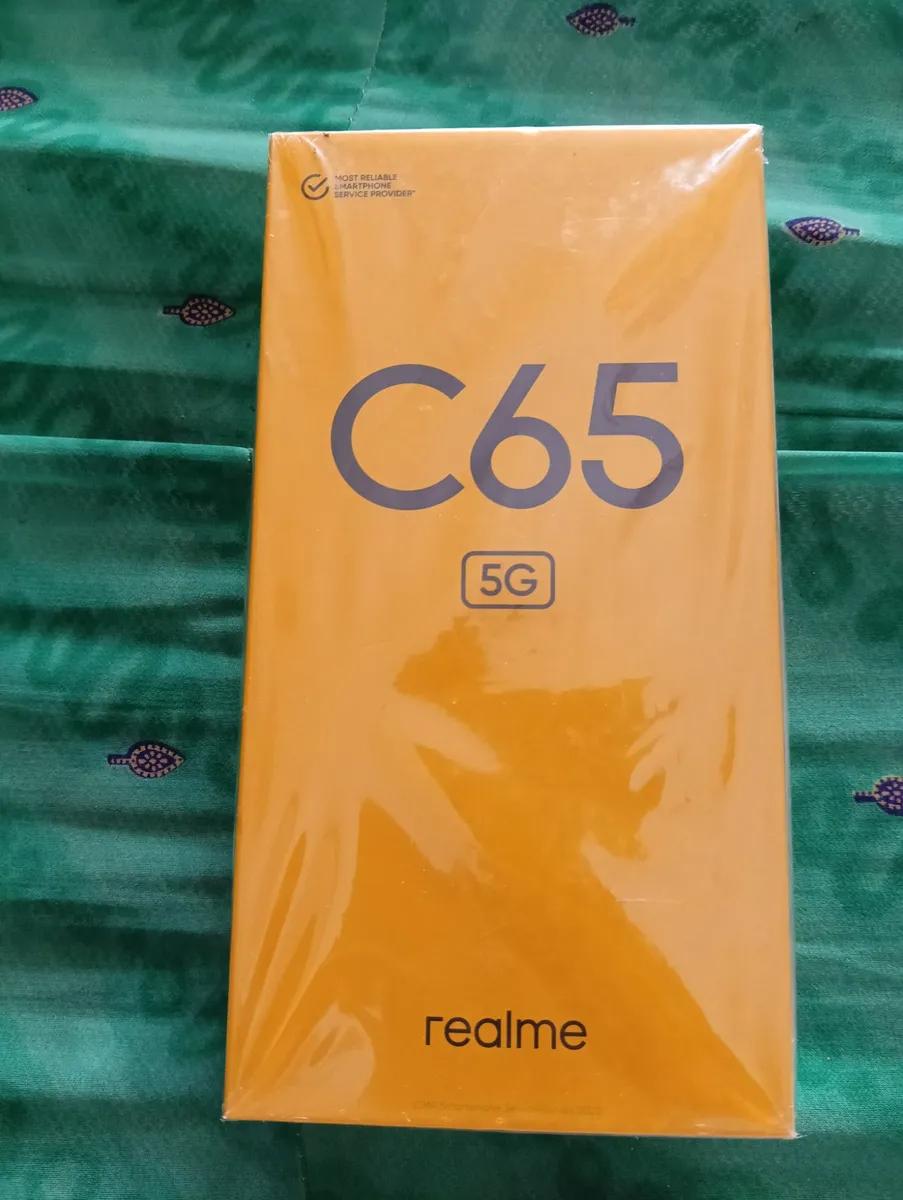 MOST RELIABLE
SMARTPHONE
SERVICE PROVIDER*
C65
5G
realme